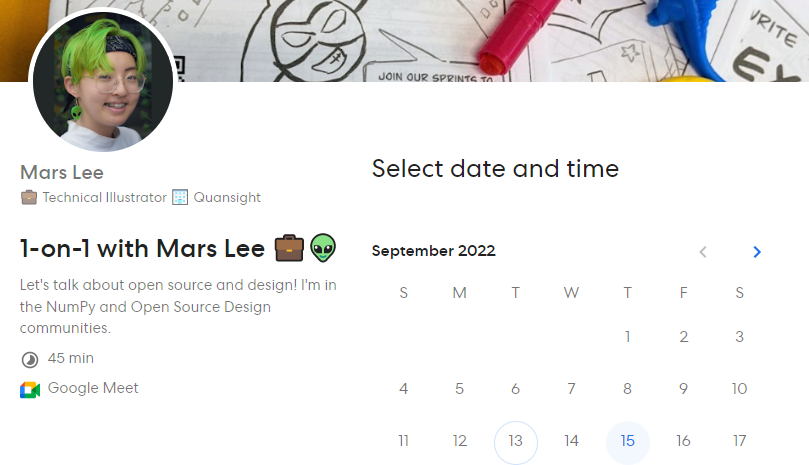 JOIN OUR SPRINTS TO
WRITE
EX
Mars Lee
Technical Illustrator Quansight
1-on-1 with Mars Lee
Let's talk about open source and design! I'm in
the NumPy and Open Source Design
communities.
45 min
Google Meet
Select date and time
September 2022
S M T W T F S
1 2 3
4 5 6 7 8 9 10
11 12 13 14 15 16 17